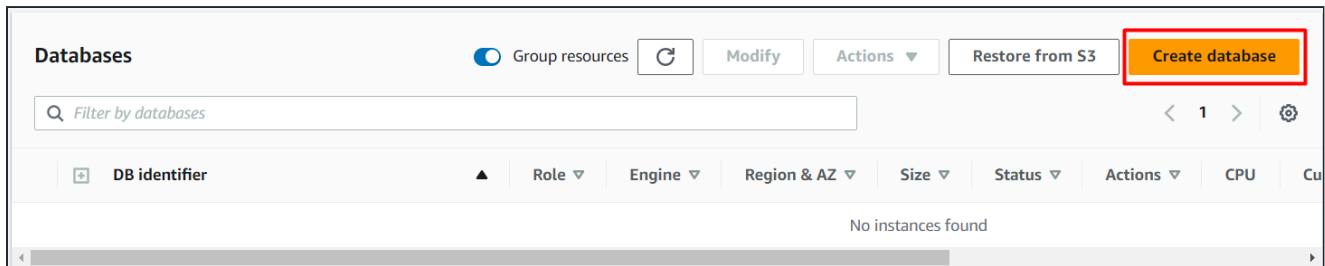 Databases Group resources Modify Actions Restore from S3 Create database
Filter by databases 1
DB identifier Role Engine Region & AZ Size Status Actions CPU Cu
No instances found